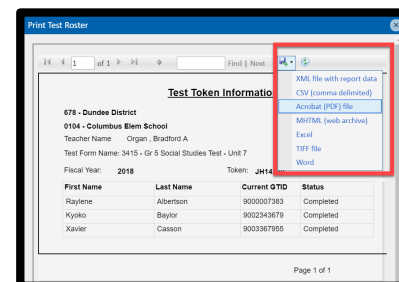 Print Test Roster
1 of 1 Find | Next
XML file with report data
CSV (comma delimited)
Acrobat (PDF) file
MHTML (web archive)
Excel
TIFF file
Word
Test Token Information
678 - Dundee District
0104 - Columbus Elem School
Teacher Name Organ , Bradford A
Test Form Name: 3415 - Gr 5 Social Studies Test - Unit 7
Fiscal Year: 2018 Token:
First Name Last Name Current GTID Status
Raylene Albertson 9000007383 Completed
Kyoko Baylor 9002343679 Completed
Xavier Casson 9003367955 Completed
Page 1 of 1